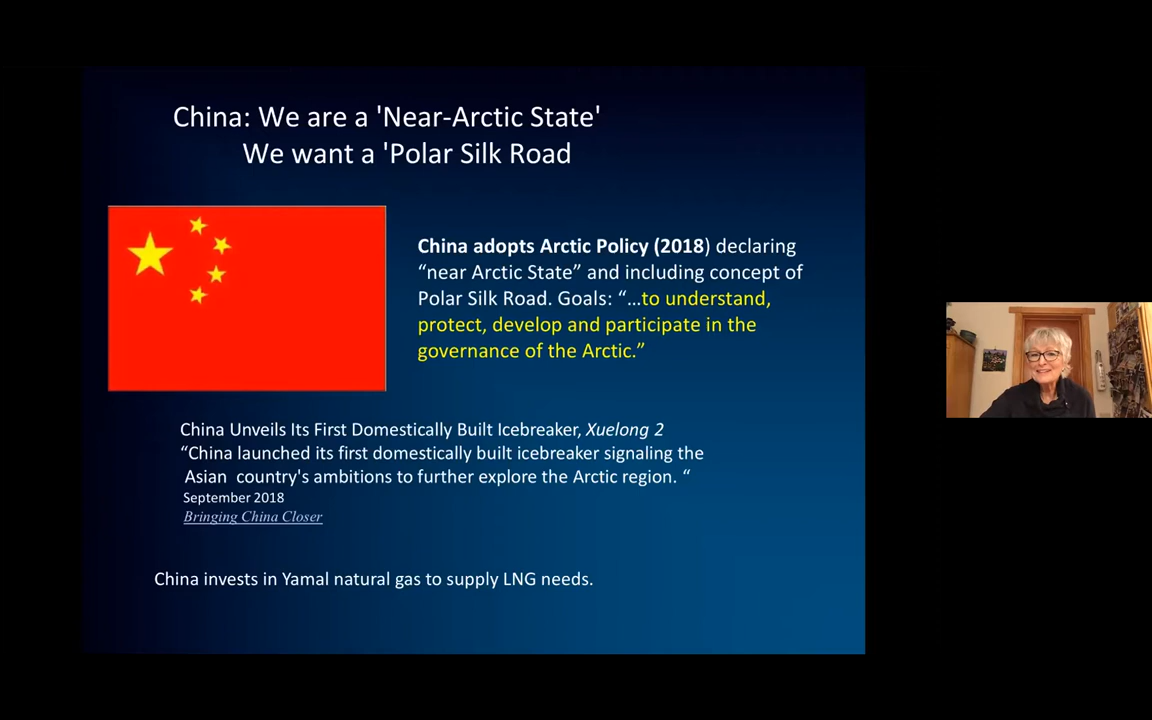 China: We are a 'Near-Arctic State'
We want a 'Polar Silk Road
China adopts Arctic Policy (2018) declaring
“near Arctic State” and including concept of
Polar Silk Road. Goals: “…to understand,
protect, develop and participate in the
governance of the Arctic.”
China Unveils Its First Domestically Built Icebreaker, Xuelong 2
“China launched its first domestically built icebreaker signaling the
Asian country's ambitions to further explore the Arctic region. “
September 2018
Bringing China Closer
China invests in Yamal natural gas to supply LNG needs.